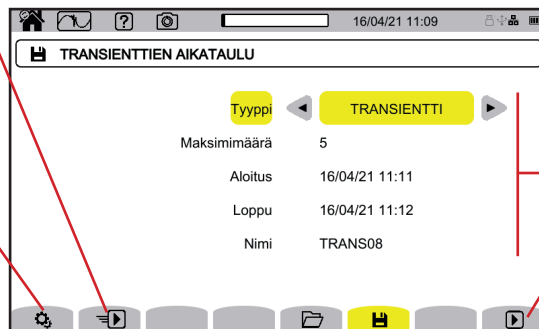 16/04/21 11:09
TRANSIENTTIEN AIKATAULU
Tyyppi TRANSIENTTI
Maksimimäärä 5
Aloitus 16/04/21 11:11
Loppu 16/04/21 11:12
Nimi TRANS08